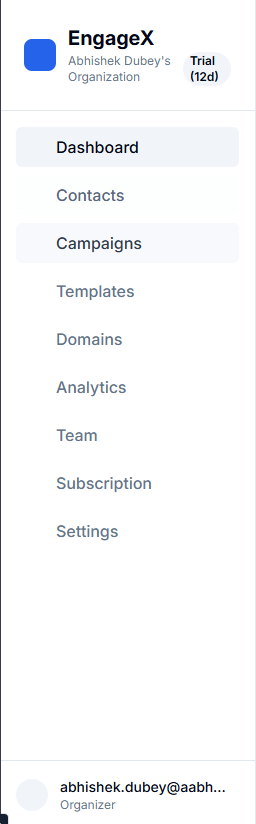 EngageX
Abhishek Dubey's
Organization
Trial
(12d)
Dashboard
Contacts
Campaigns
Templates
Domains
Analytics
Team
Subscription
Settings
abhishek.dubey@aabh...
Organizer